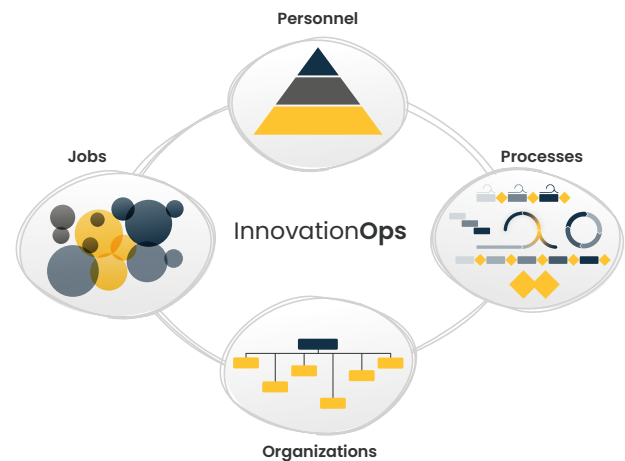 Personnel
Jobs
Processes
InnovationOps
Organizations